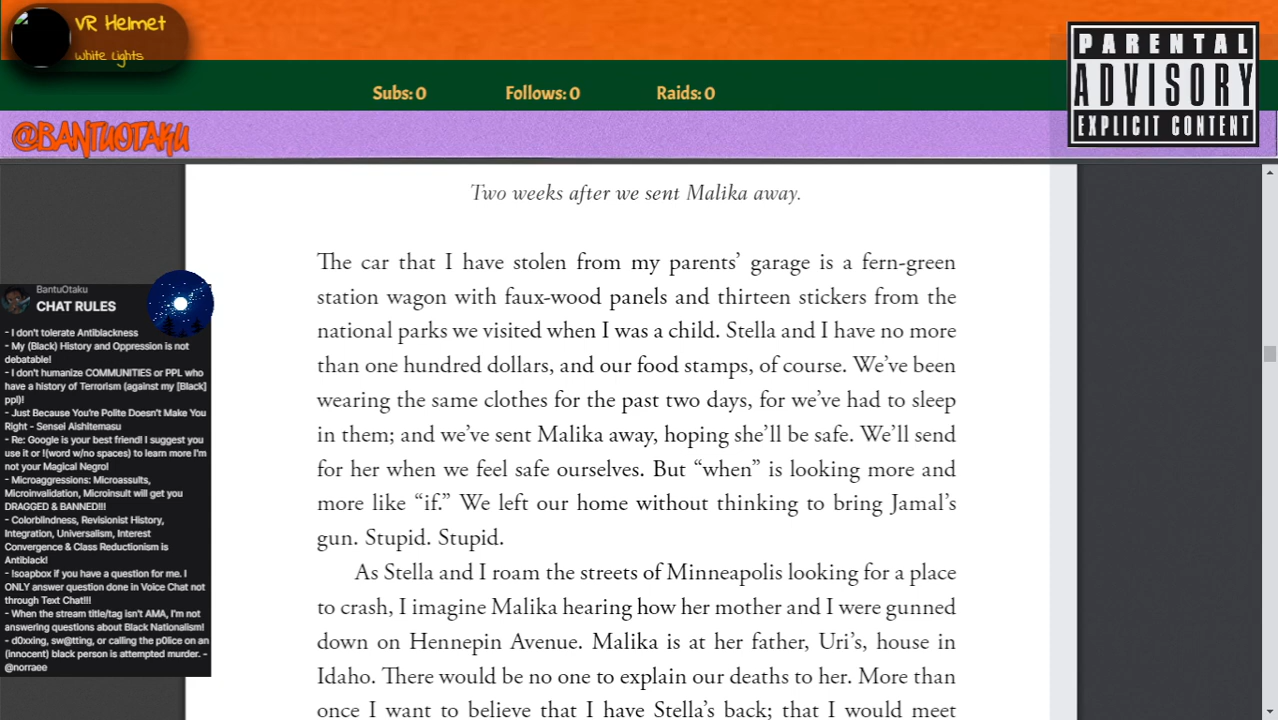 VR Helmet
White Lights
Subs: 0
Follows: 0
Raids: 0
PARENTAL
ADVISORY
EXPLICIT CONTENT
@BANTUOTAKU
Two weeks after we sent Malika away.
The car that I have stolen from my parents’ garage is a fern-green
station wagon with faux-wood panels and thirteen stickers from the
national parks we visited when I was a child. Stella and I have no more
than one hundred dollars, and our food stamps, of course. We’ve been
wearing the same clothes for the past two days, for we’ve had to sleep
in them; and we’ve sent Malika away, hoping she’ll be safe. We’ll send
for her when we feel safe ourselves. But “when” is looking more and
more like “if.” We left our home without thinking to bring Jamal’s
gun. Stupid. Stupid.
As Stella and I roam the streets of Minneapolis looking for a place
to crash, I imagine Malika hearing how her mother and I were gunned
down on Hennepin Avenue. Malika is at her father, Uri’s, house in
Idaho. There would be no one to explain our deaths to her. More than
once I want to believe that I have Stella’s back; that I would meet
BantuOtaku
CHAT RULES
- I don't tolerate Antiblackness
- My (Black) History and Oppression is not
debatable!
- I don't humanize COMMUNITIES or PPL who
have a history of Terrorism (against my [Black]
ppl)!
- Just Because You're Polite Doesn't Make You
Right - Sensei Aishitemasu
- Re: Google is your best friend! I suggest you
use it or !(word w/no spaces) to learn more I'm
not your Magical Negro!
- Microaggressions: Microassults,
Microinvalidation, Microinsult will get you
DRAGGED & BANNED!!!
- Colorblindness, Revisionist History,
Integration, Universalism, Interest
Convergence & Class Reductionism is
Antiblack!
- !soapbox if you have a question for me. I
ONLY answer question done in Voice Chat not
through Text Chat!!!
- When the stream title/tag isn't AMA, I'm not
answering questions about Black Nationalism!
- d0xxing, sw@tting, or calling the p0lice on an
(innocent) black person is attempted murder. -
@norraee